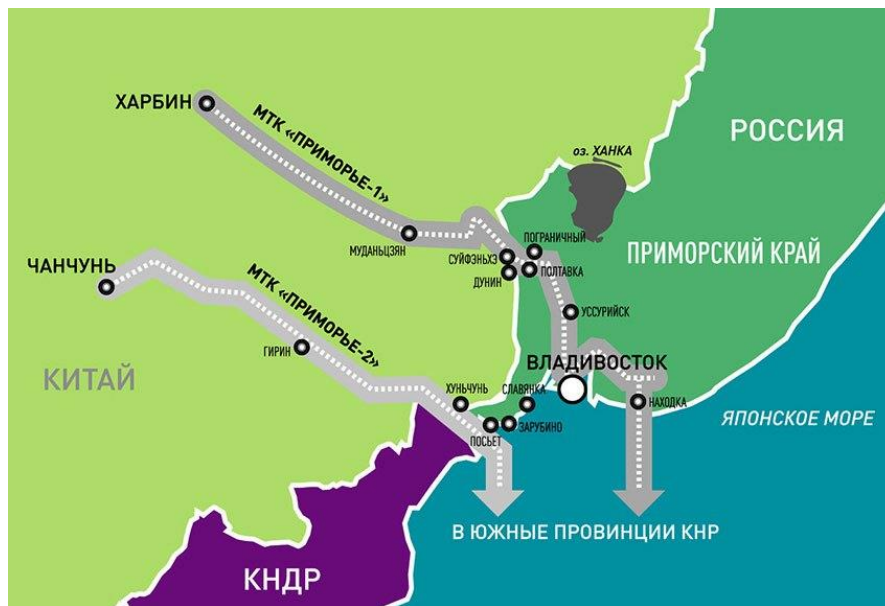 ХАРБИН
МТК «ПРИМОРЬЕ-1»
РОССИЯ
оз. ХАНКА
МУДАНЬЦЗЯН
ПОГРАНИЧНЫЙ
СУЙФЭНЬХЭ
ПОЛТАВКА
ДУНИН
ПРИМОРСКИЙ КРАЙ
ЧАНЧУНЬ
МТК «ПРИМОРЬЕ-2»
УССУРИЙСК
ГИРИН
ВЛАДИВОСТОК
КИТАЙ
ХУНЬЧУНЬ
СЛАВЯНКА
НАХОДКА
ЯПОНСКОЕ МОРЕ
ЗАРУБИНО
ПОСЬЕТ
В ЮЖНЫЕ ПРОВИНЦИИ КНР
КНДР